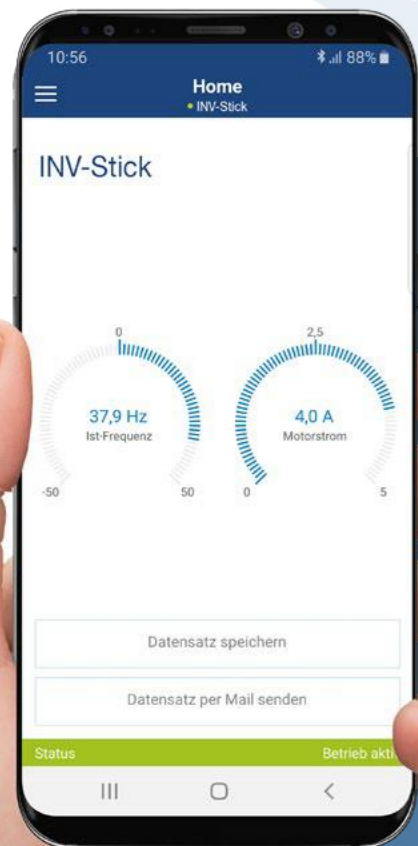 10:56
88%
Home
INV-Stick
INV-Stick
0
37,9 Hz
Ist-Frequenz
-50
50
2,5
4,0 A
Motorstrom
0
5
Datensatz speichern
Datensatz per Mail senden
Status
Betrieb